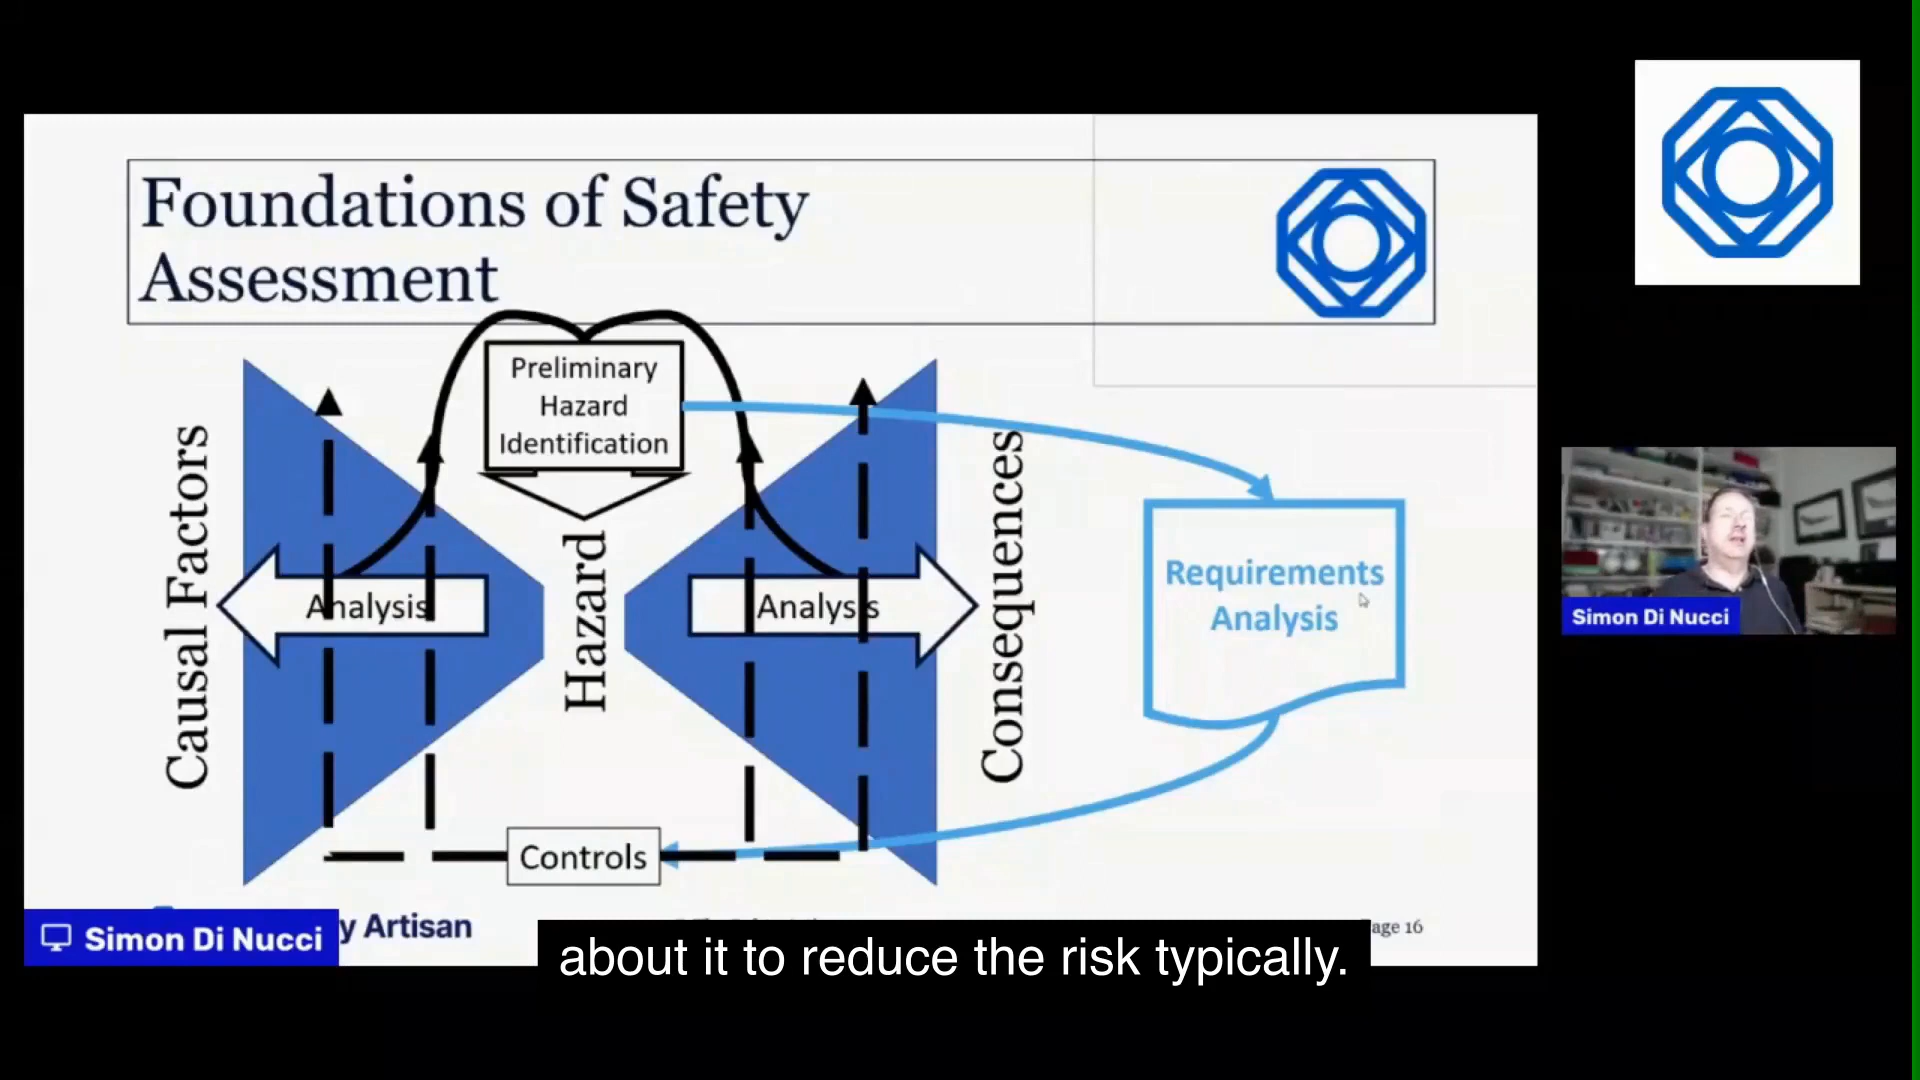 Foundations of Safety
Assessment
Preliminary
Hazard
Identification
Causal Factors
Analysis
Hazard
Analysis
Consequences
Requirements
Analysis
Controls
Simon Di Nucci
Simon Di Nucci
y Artisan
age 16
about it to reduce the risk typically.